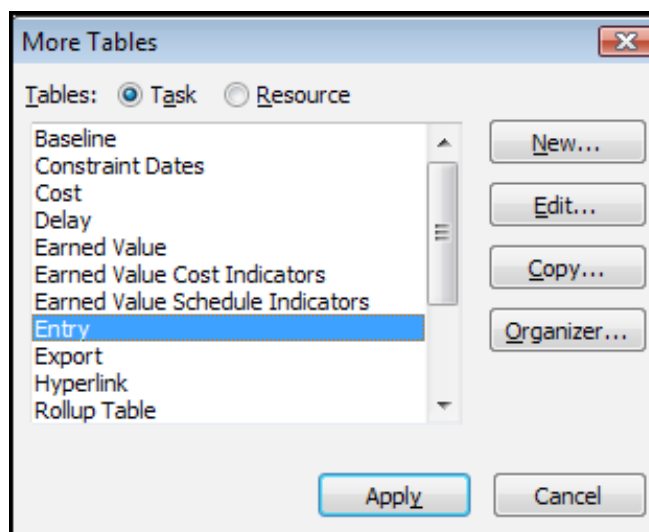 More Tables
Tables: Task Resource
Baseline
Constraint Dates
Cost
Delay
Earned Value
Earned Value Cost Indicators
Earned Value Schedule Indicators
Entry
Export
Hyperlink
Rollup Table
New...
Edit...
Copy...
Organizer...
Apply Cancel